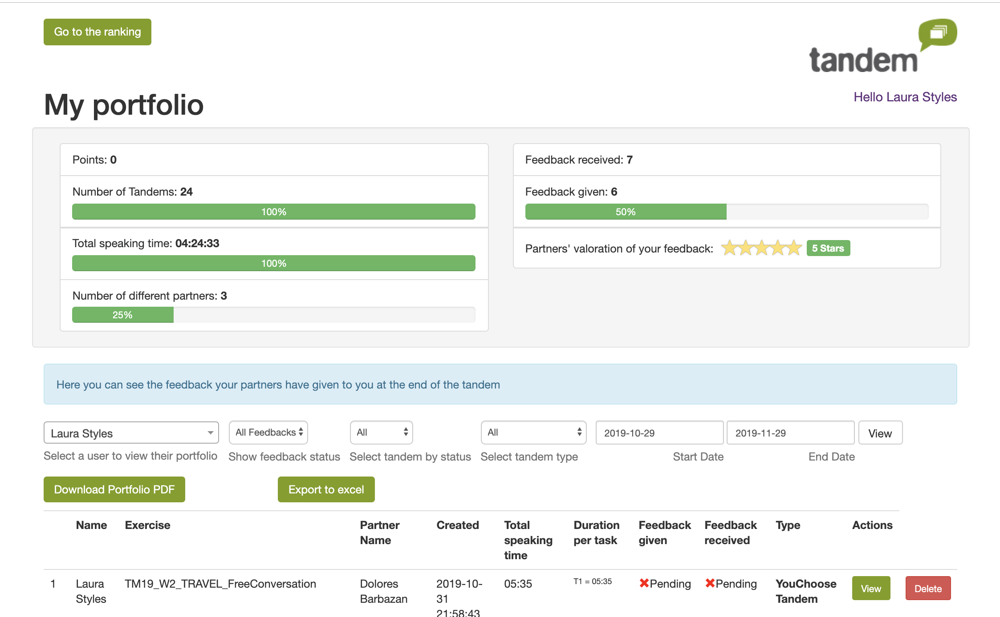 Go to the ranking
tandem
My portfolio
Hello Laura Styles
Points: 0
Number of Tandems: 24
100%
Total speaking time: 04:24:33
100%
Number of different partners: 3
25%
Feedback received: 7
Feedback given: 6
50%
Partners' valoration of your feedback: 5 Stars
Here you can see the feedback your partners have given to you at the end of the tandem
Laura Styles All Feedbacks All All 2019-10-29 2019-11-29 View
Select a user to view their portfolio Show feedback status Select tandem by status Select tandem type Start Date End Date
Download Portfolio PDF Export to excel
Name Exercise Partner Name Created Total speaking time Duration per task Feedback given Feedback received Type Actions
1 Laura Styles TM19_W2_TRAVEL_FreeConversation Dolores Barbazan 2019-10-31 21:58:43 05:35 T1 = 05:35 Pending Pending YouChoose Tandem View Delete